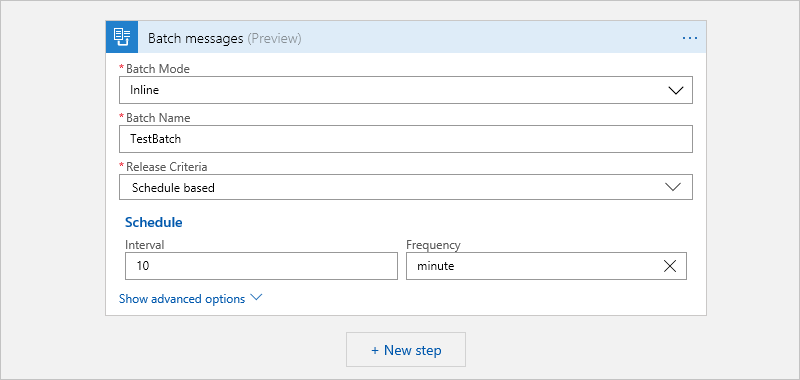 Batch messages (Preview)
* Batch Mode
Inline
* Batch Name
TestBatch
* Release Criteria
Schedule based
Schedule
Interval
Frequency
10
minute
Show advanced options
+ New step